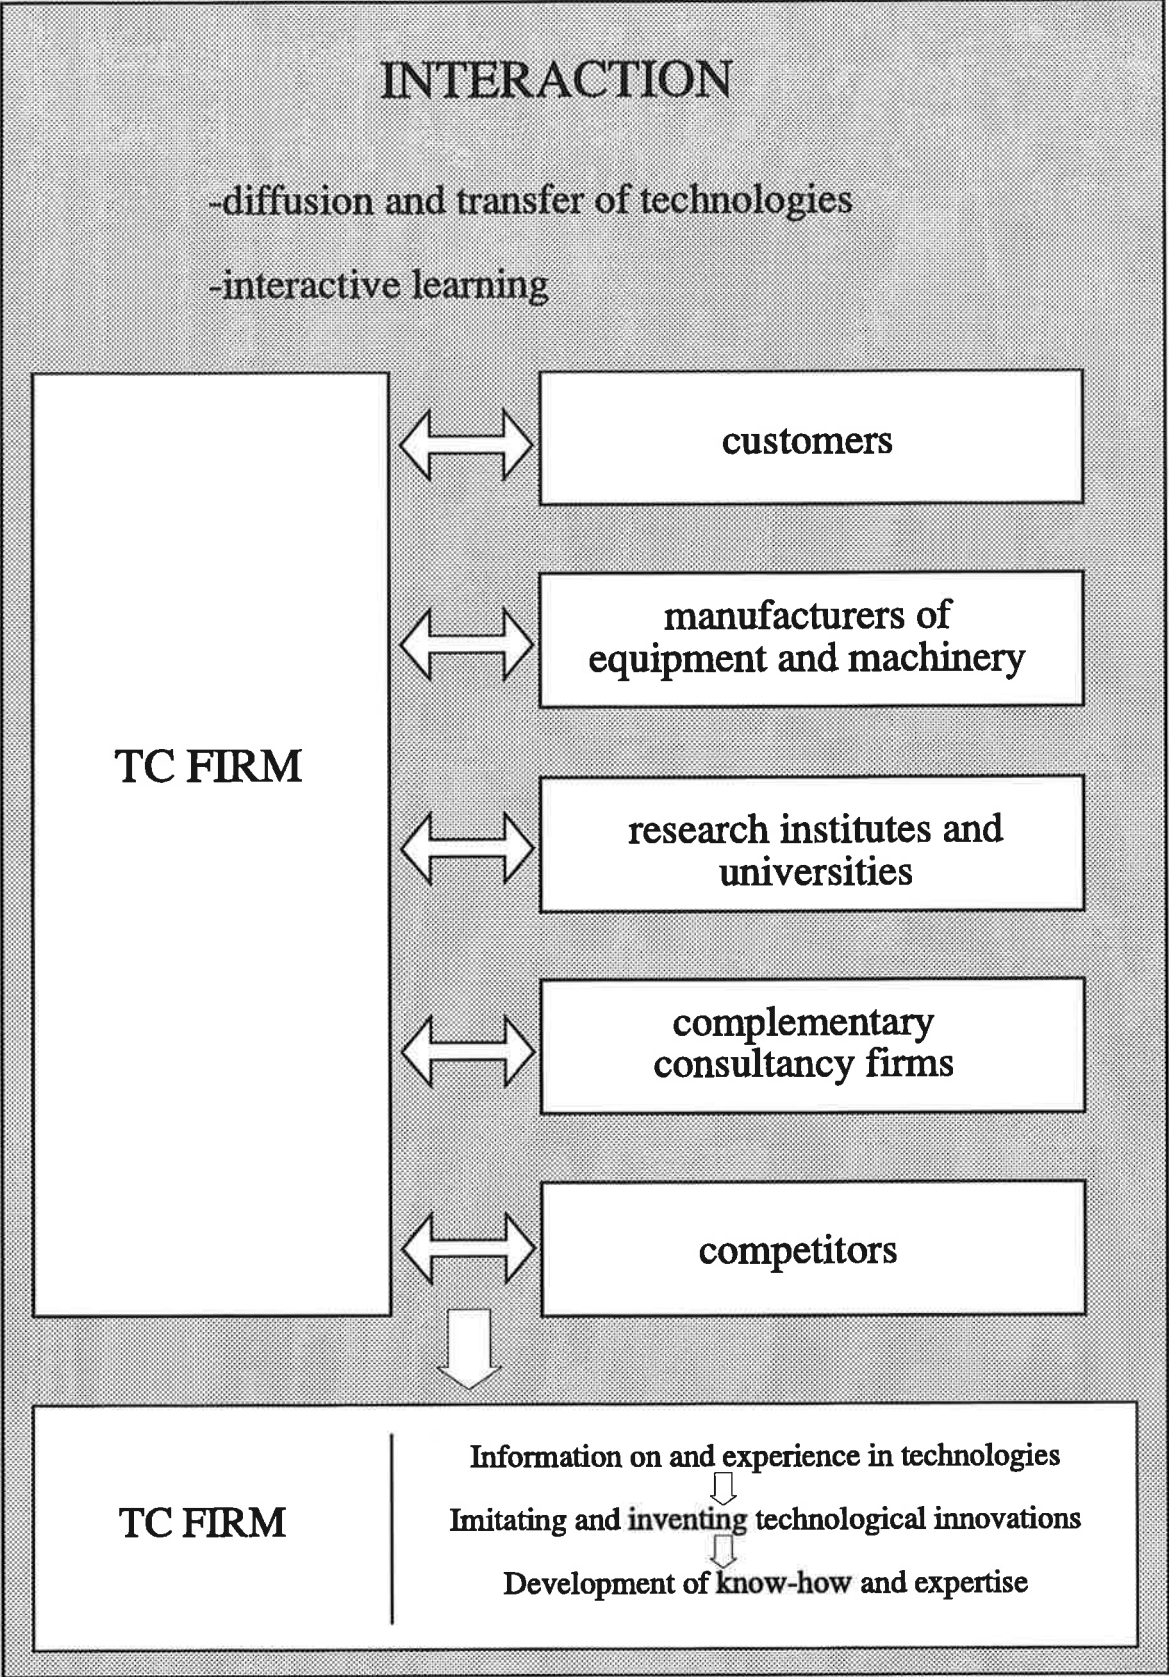 INTERACTION
-diffusion and transfer of technologies
-interactive learning
TC FIRM
customers
manufacturers of
equipment and machinery
research institutes and
universities
complementary
consultancy firms
competitors
TC FIRM
Information on and experience in technologies
Imitating and inventing technological innovations
Development of know-how and expertise